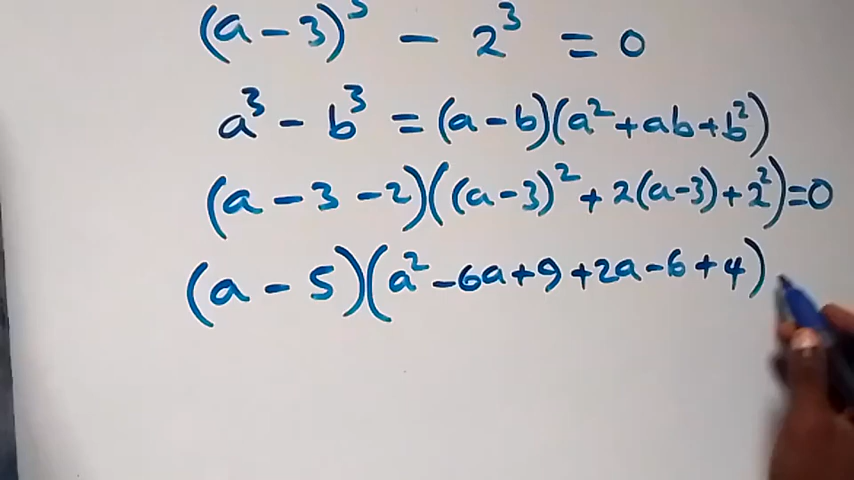 (a - 3)³ - 2³ = 0
a³ - b³ = (a - b)(a² + ab + b²)
(a - 3 - 2)((a - 3)² + 2(a - 3) + 2²) = 0
(a - 5)(a² - 6a + 9 + 2a - 6 + 4)